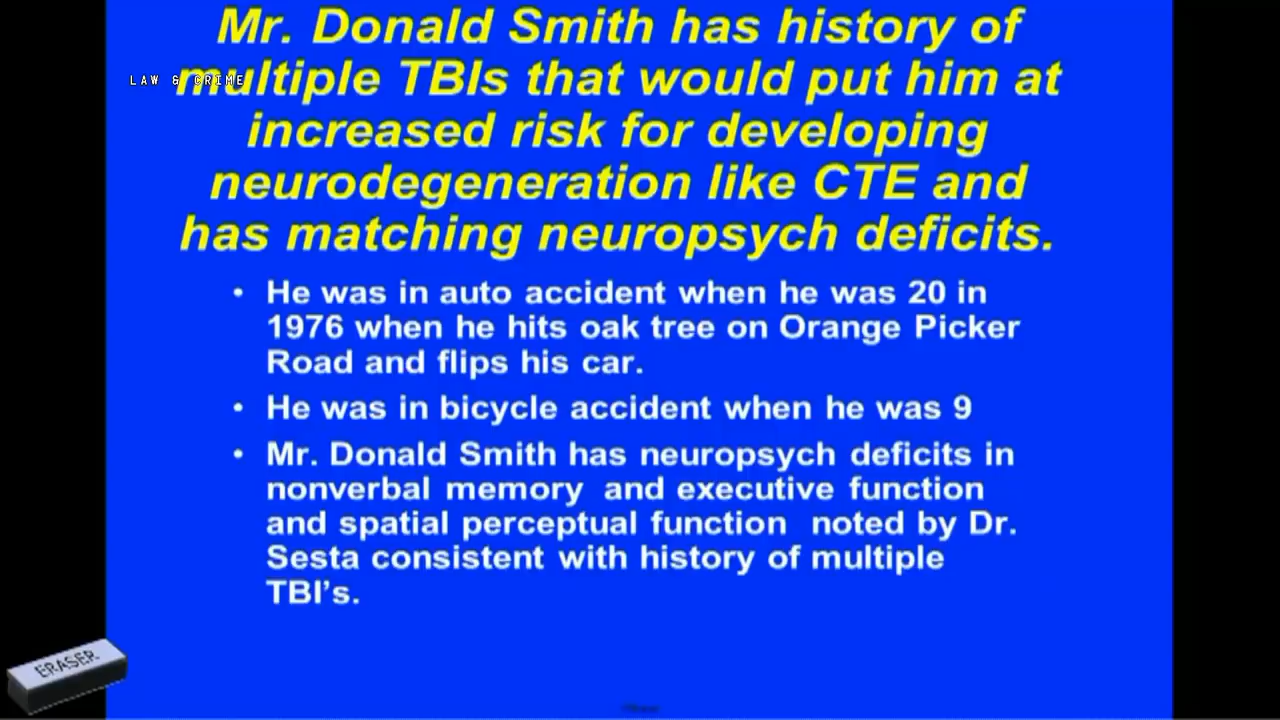 Mr. Donald Smith has history of
LAW & CRIME
multiple TBIs that would put him at
increased risk for developing
neurodegeneration like CTE and
has matching neuropsych deficits.
• He was in auto accident when he was 20 in
1976 when he hits oak tree on Orange Picker
Road and flips his car.
• He was in bicycle accident when he was 9
• Mr. Donald Smith has neuropsych deficits in
nonverbal memory and executive function
and spatial perceptual function noted by Dr.
Sesta consistent with history of multiple
TBI's.
ERASER